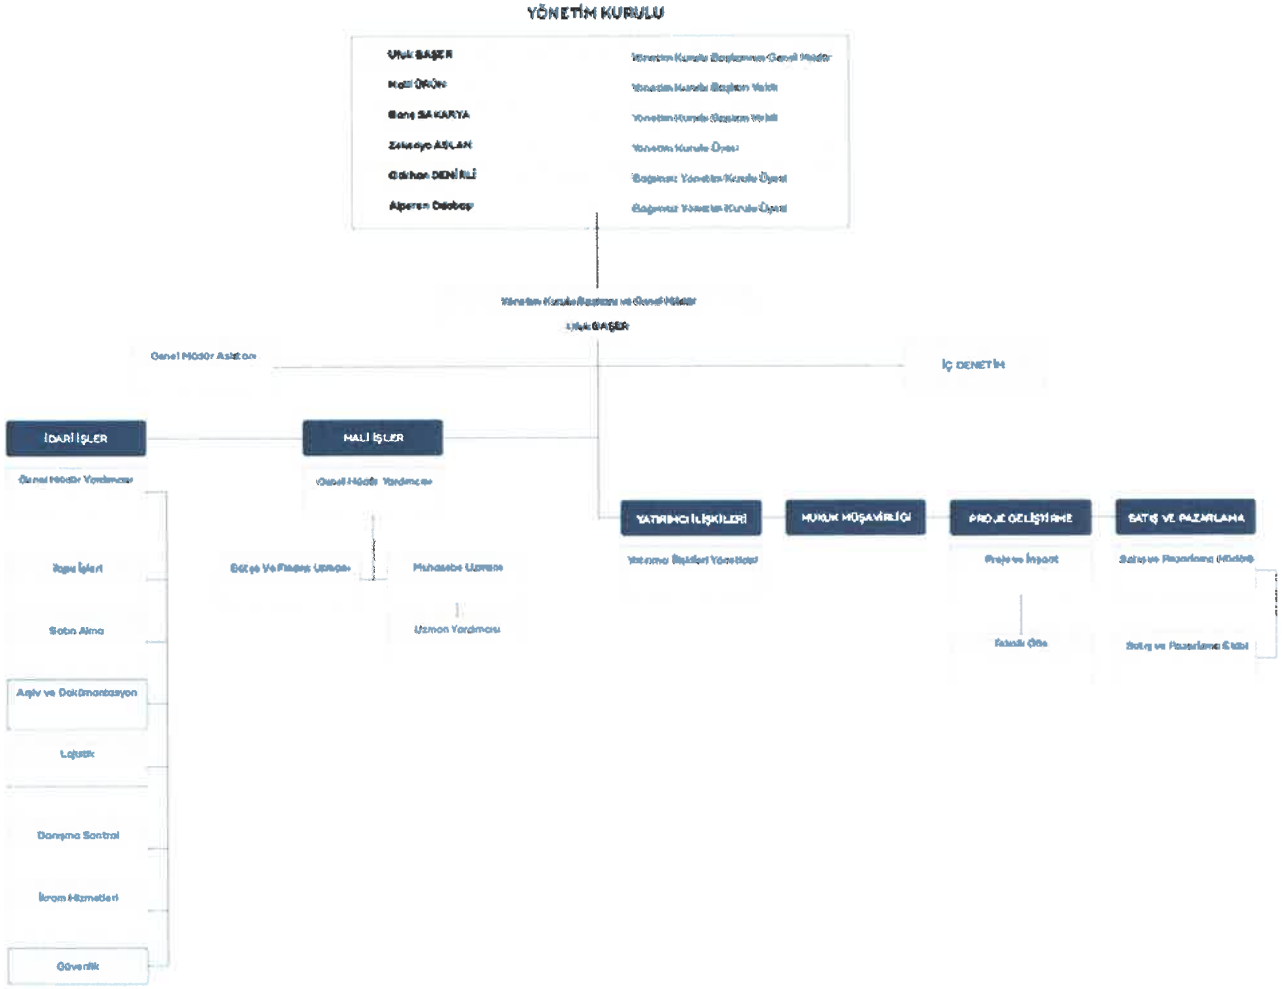 YÖNETİM KURULU
Ufuk BAŞER
Yönetim Kurulu Başkanı Genel Müdür
Halil ÜRÜN
Yönetim Kurulu Başkan Vekili
Barış SAKARYA
Yönetim Kurulu Başkan Vekili
Zekeriya ASLAN
Yönetim Kurulu Üyesi
Gökhan DENİRLİ
Bağımsız Yönetim Kurulu Üyesi
Alperen
Bağımsız Yönetim Kurulu Üyesi
Yönetim Kurulu Başkanı ve Genel Müdür
Ufuk BAŞER
Genel Müdür Asistanı
İÇ DENETİM
İDARİ İŞLER
MALİ İŞLER
Genel Müdür Yardımcısı
Genel Müdür Yardımcısı
YATIRIMCI İLİŞKİLERİ
HUKUK MÜŞAVİRLİĞİ
PROJE GELİŞTİRME
SATIŞ VE PAZARLAMA
Yatırımcı İlişkileri Yöneticisi
Proje ve İnşaat
Satış ve Pazarlama Müdürü
Tapu İşleri
Bütçe Ve Finans Uzmanı
Muhasebe Uzmanı
Satın Alma
Uzman Yardımcısı
Teknik Ofis
Satış ve Pazarlama Ekibi
Arşiv ve Dokümantasyon
Lojistik
Danışma Santral
İkram Hizmetleri
Güvenlik